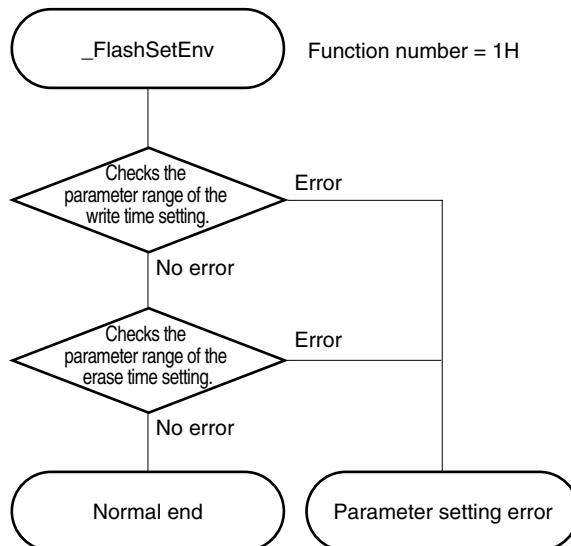 _FlashSetEnv
Function number = 1H
Checks the
parameter range of the
write time setting.
Error
No error
Checks the
parameter range of the
erase time setting.
Error
No error
Normal end
Parameter setting error